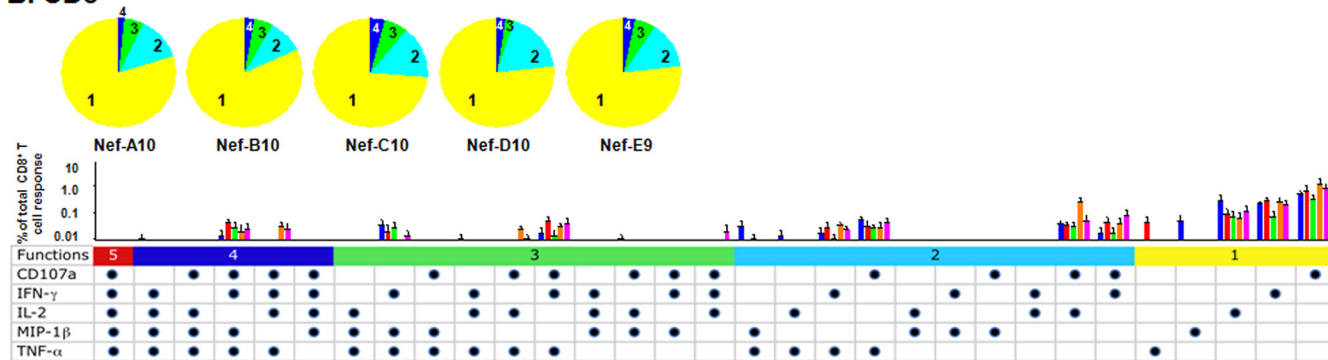 4 3 2 1
4 3 2 1
4 3 2 1
4 3 2 1
4 3 2 1
Nef-A10 Nef-B10 Nef-C10 Nef-D10 Nef-E9
% of total CD8⁺ T
cell response
10
1.0
0.1
0.01
Functions 5 4 3 2 1
CD107a
IFN-γ
IL-2
MIP-1β
TNF-α